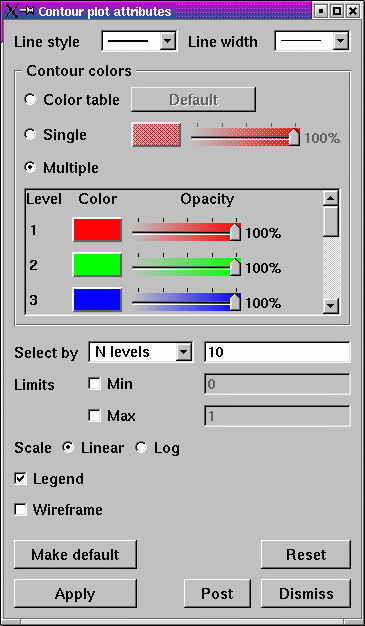 Contour plot attributes
Line style Line width
Contour colors
Color table Default
Single 100%
Multiple
Level Color Opacity
1 100%
2 100%
3 100%
Select by N levels 10
Limits Min 0
Max 1
Scale Linear Log
Legend
Wireframe
Make default Reset
Apply Post Dismiss